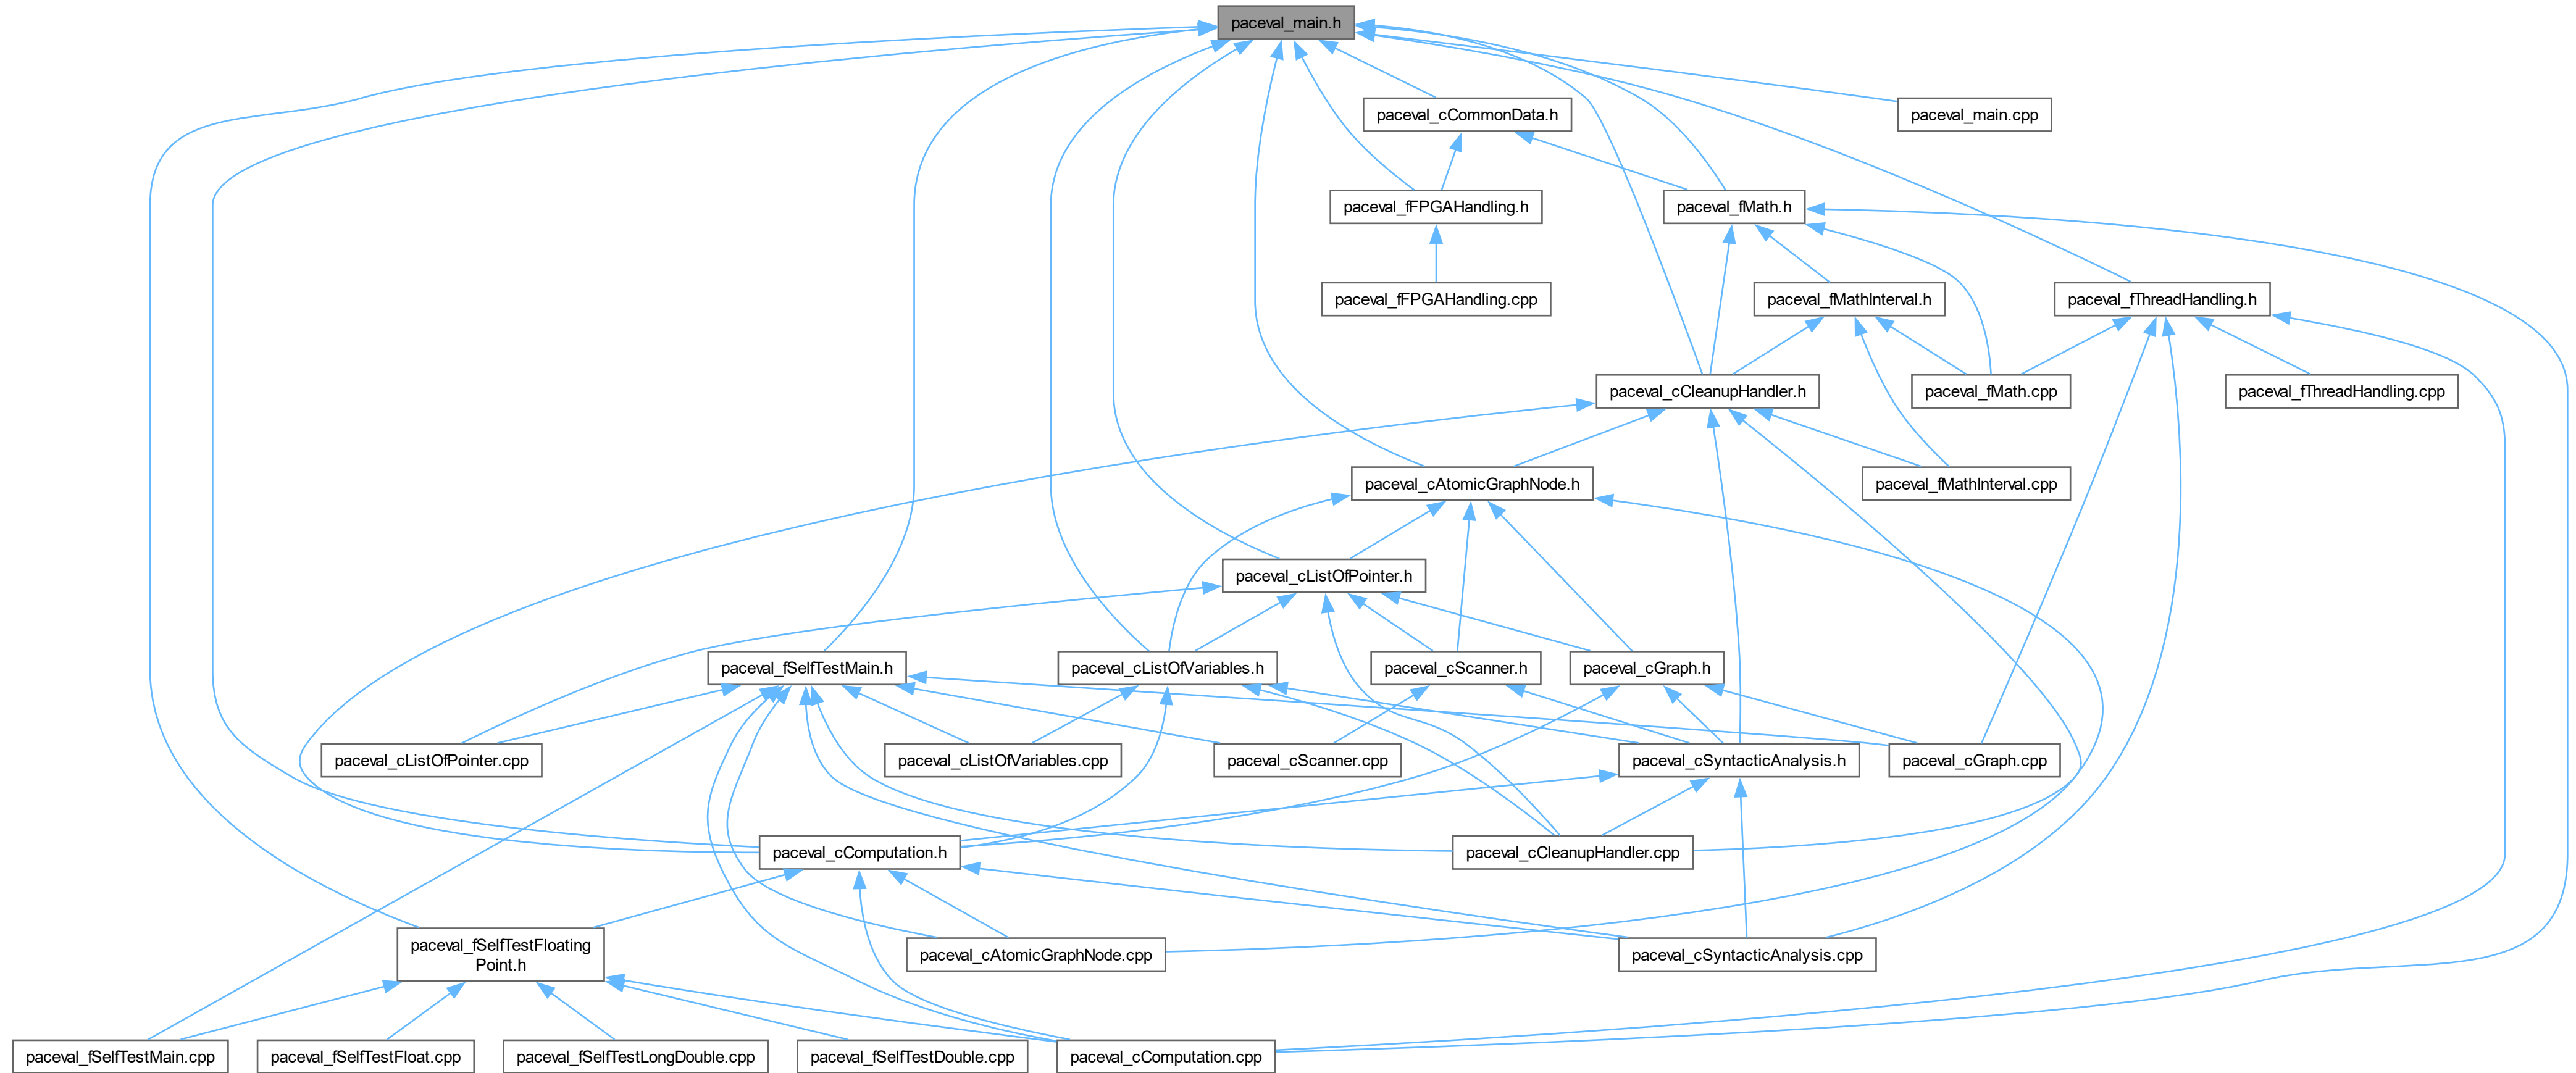 paceval_main.h
paceval_cCommonData.h
paceval_main.cpp
paceval_fFPGAHandling.h
paceval_fMath.h
paceval_fFPGAHandling.cpp
paceval_fMathInterval.h
paceval_fThreadHandling.h
paceval_cCleanupHandler.h
paceval_fMath.cpp
paceval_fThreadHandling.cpp
paceval_cAtomicGraphNode.h
paceval_fMathInterval.cpp
paceval_cListOfPointer.h
paceval_fSelfTestMain.h
paceval_cListOfVariables.h
paceval_cScanner.h
paceval_cGraph.h
paceval_cListOfPointer.cpp
paceval_cListOfVariables.cpp
paceval_cScanner.cpp
paceval_cSyntacticAnalysis.h
paceval_cGraph.cpp
paceval_cComputation.h
paceval_cCleanupHandler.cpp
paceval_fSelfTestFloating
Point.h
paceval_cAtomicGraphNode.cpp
paceval_cSyntacticAnalysis.cpp
paceval_fSelfTestMain.cpp
paceval_fSelfTestFloat.cpp
paceval_fSelfTestLongDouble.cpp
paceval_fSelfTestDouble.cpp
paceval_cComputation.cpp